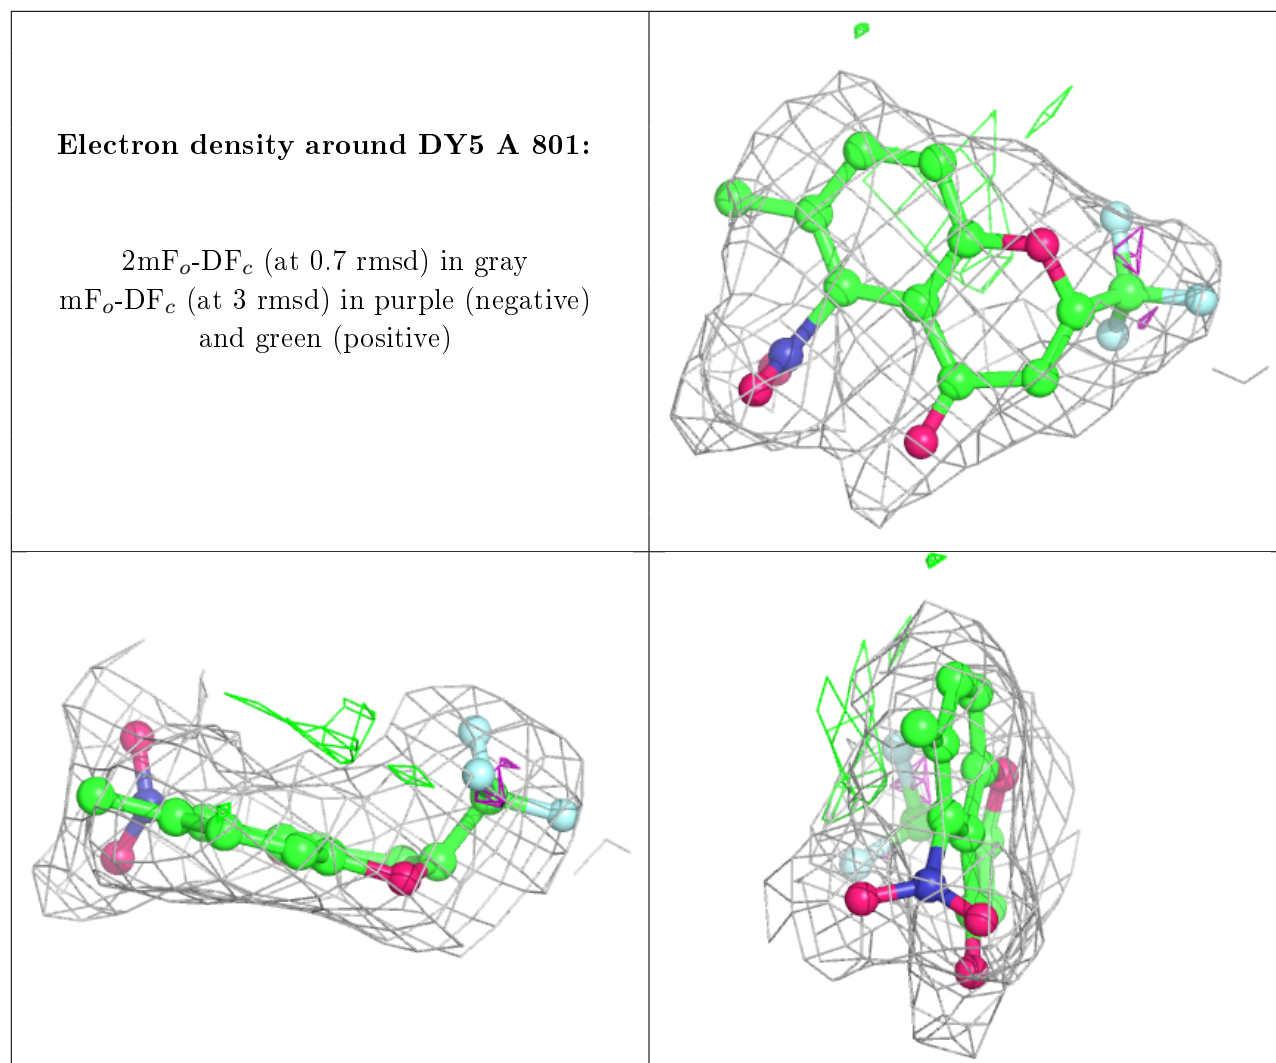 Electron density around DY5 A 801:
2mFₒ-DF𝒸 (at 0.7 rmsd) in gray
mFₒ-DF𝒸 (at 3 rmsd) in purple (negative)
and green (positive)